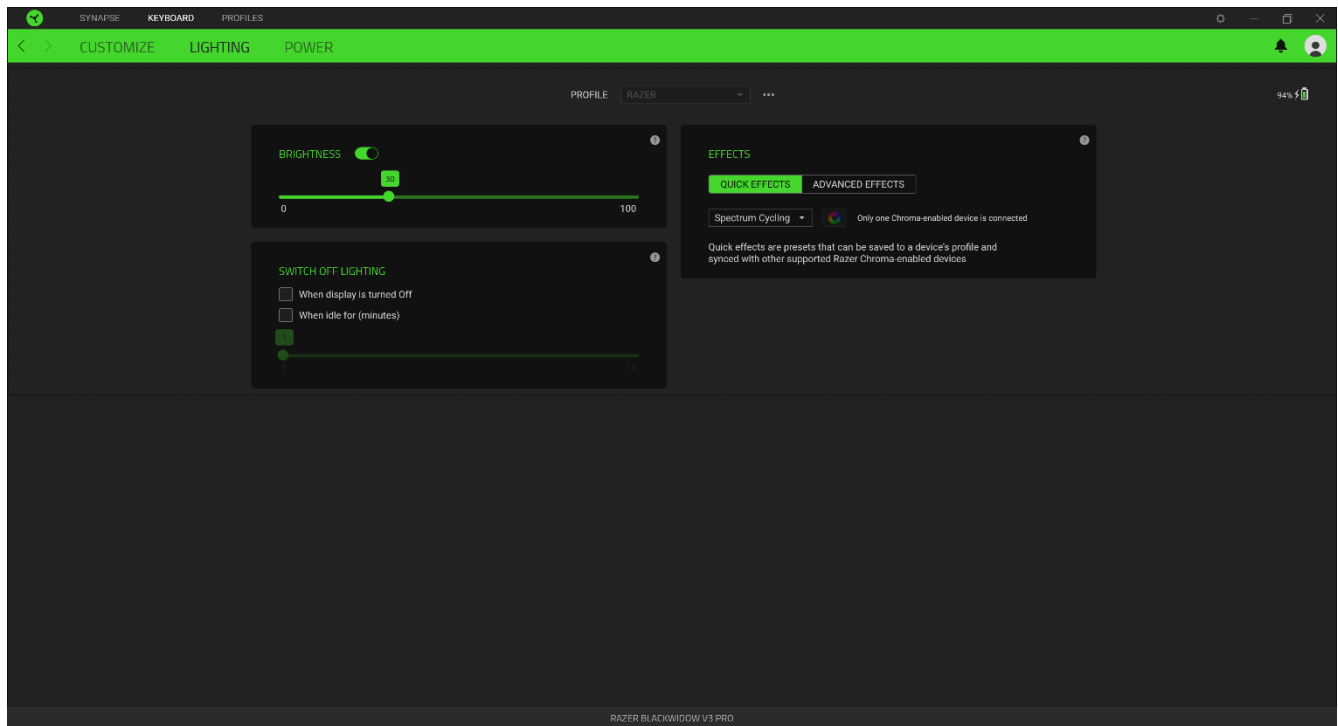 SYNAPSE KEYBOARD PROFILES
CUSTOMIZE LIGHTING POWER
PROFILE RAZER
94%
BRIGHTNESS
30
0 100
SWITCH OFF LIGHTING
When display is turned Off
When idle for (minutes)
1
1 15
EFFECTS
QUICK EFFECTS ADVANCED EFFECTS
Spectrum Cycling Only one Chroma-enabled device is connected
Quick effects are presets that can be saved to a device's profile and
synced with other supported Razer Chroma-enabled devices
RAZER BLACKWIDOW V3 PRO